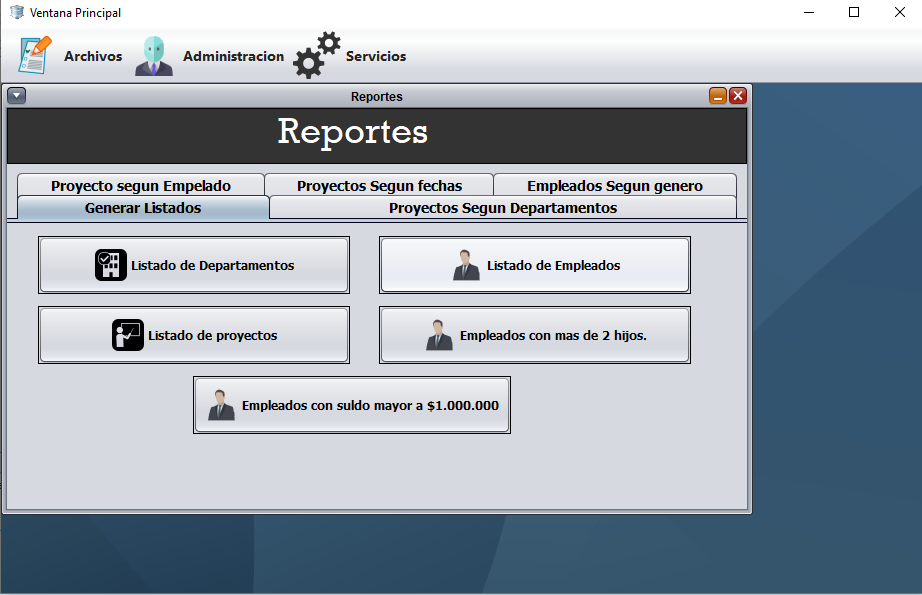 Ventana Principal
Archivos Administracion Servicios
Reportes
Reportes
Proyecto segun Empelado Proyectos Segun fechas Empleados Segun genero
Generar Listados Proyectos Segun Departamentos
Listado de Departamentos Listado de Empleados
Listado de proyectos Empleados con mas de 2 hijos.
Empleados con suldo mayor a $1.000.000